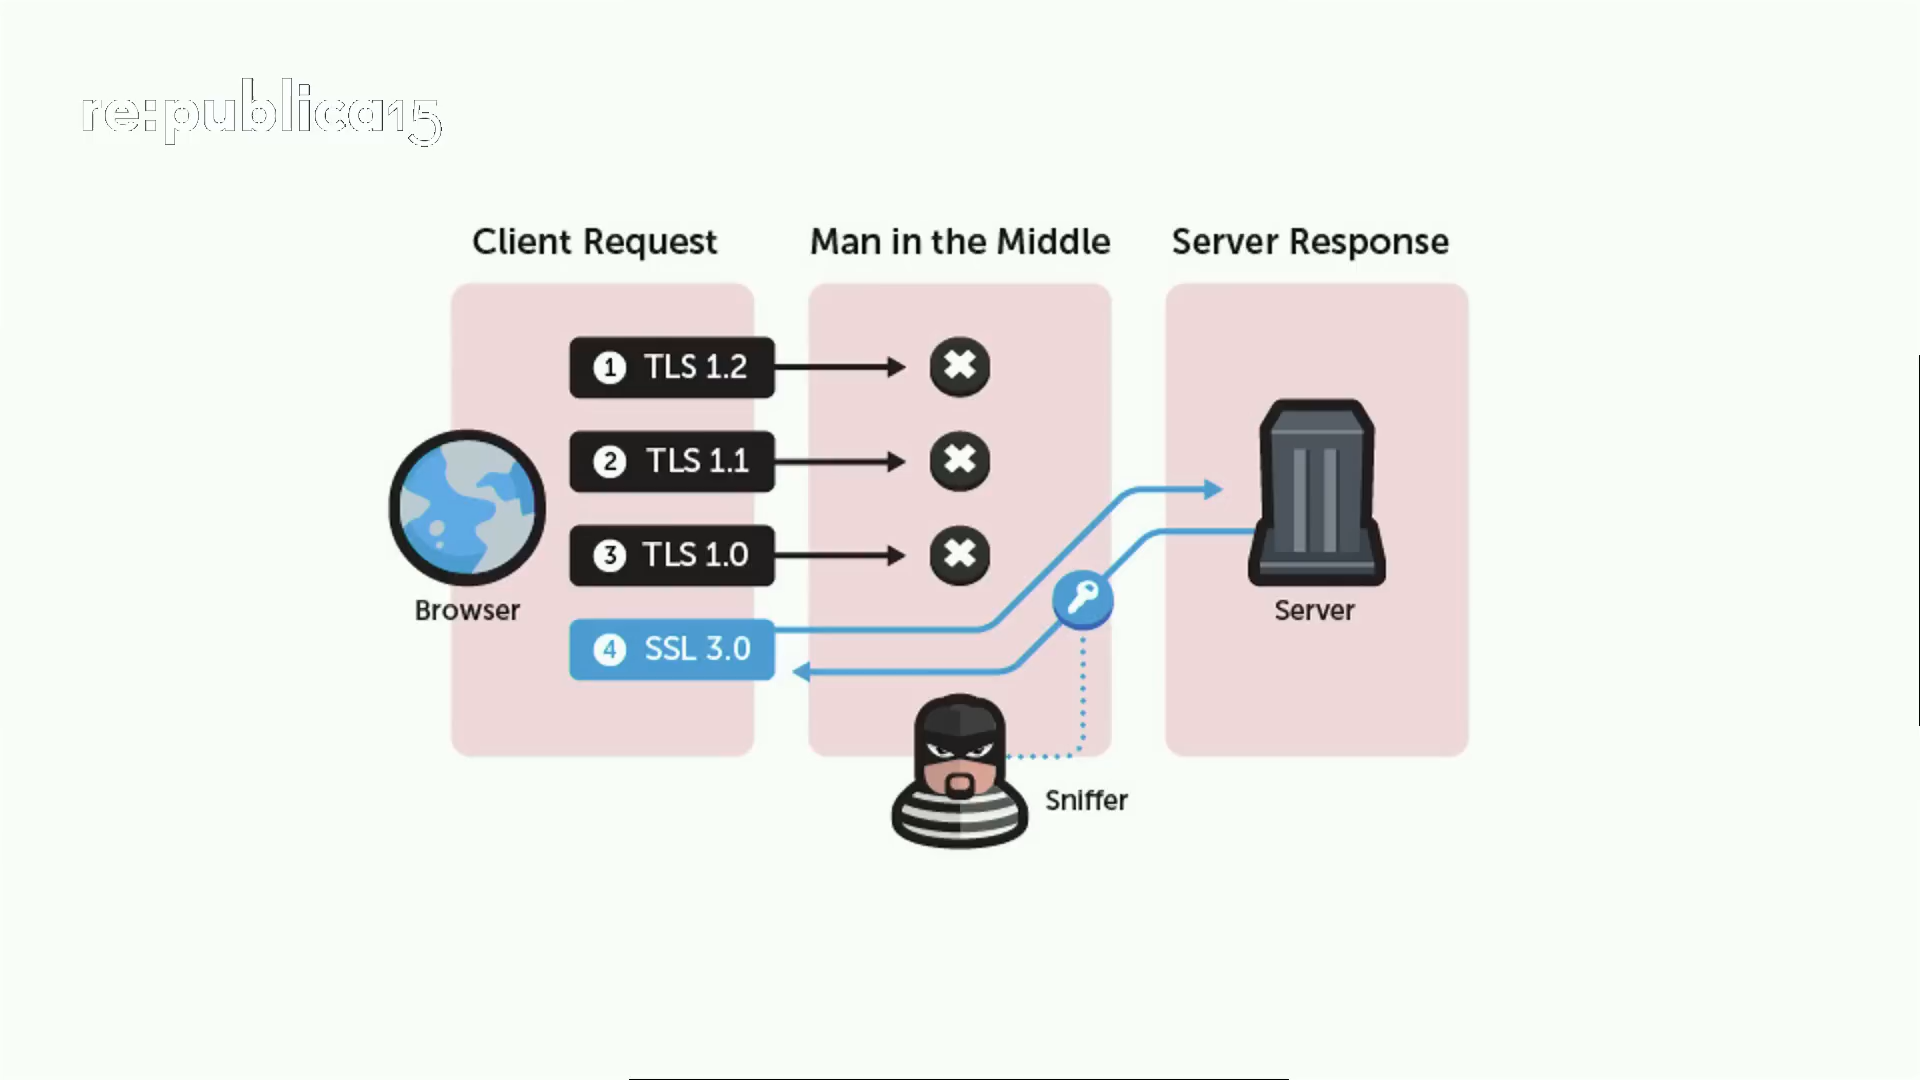 re:publica15
Client Request
Man in the Middle
Server Response
1 TLS 1.2
2 TLS 1.1
3 TLS 1.0
4 SSL 3.0
Browser
Server
Sniffer